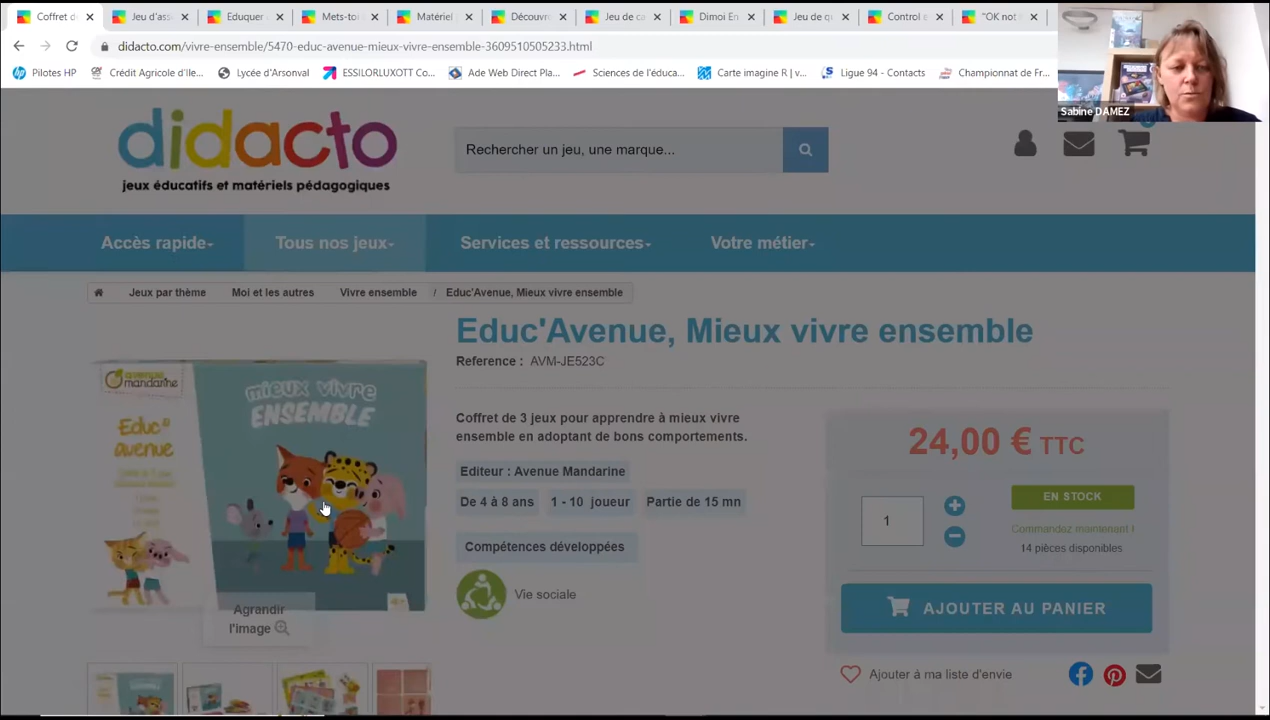 Coffret d
Jeu d'ass
Eduquer
Mets-toi
Matériel
Découvr
Jeu de ca
Dimoi En
Jeu de qu
Control e
"OK not
didacto.com/vivre-ensemble/5470-educ-avenue-mieux-vivre-ensemble-3609510505233.html
Pilotes HP
Crédit Agricole d'Ile...
Lycée d'Arsonval
ESSILORLUXOTT Co...
Ade Web Direct Pla...
Sciences de l'éduca...
Carte imagine R | v...
Ligue 94 - Contacts
Championnat de Fr...
Sabine DAMEZ
didacto
jeux éducatifs et matériels pédagogiques
Rechercher un jeu, une marque...
Accès rapide
Tous nos jeux
Services et ressources
Votre métier
Jeux par thème
Moi et les autres
Vivre ensemble
/ Educ'Avenue, Mieux vivre ensemble
Educ'Avenue, Mieux vivre ensemble
Reference : AVM-JE523C
avenue
mandarine
Educ
avenue
mieux vivre
ENSEMBLE
4+
Agrandir
l'image
Coffret de 3 jeux pour apprendre à mieux vivre
ensemble en adoptant de bons comportements.
Editeur : Avenue Mandarine
De 4 à 8 ans
1 - 10 joueur
Partie de 15 mn
Compétences développées
Vie sociale
24,00 € TTC
1
EN STOCK
Commandez maintenant !
14 pièces disponibles
AJOUTER AU PANIER
Ajouter á ma liste d'envie